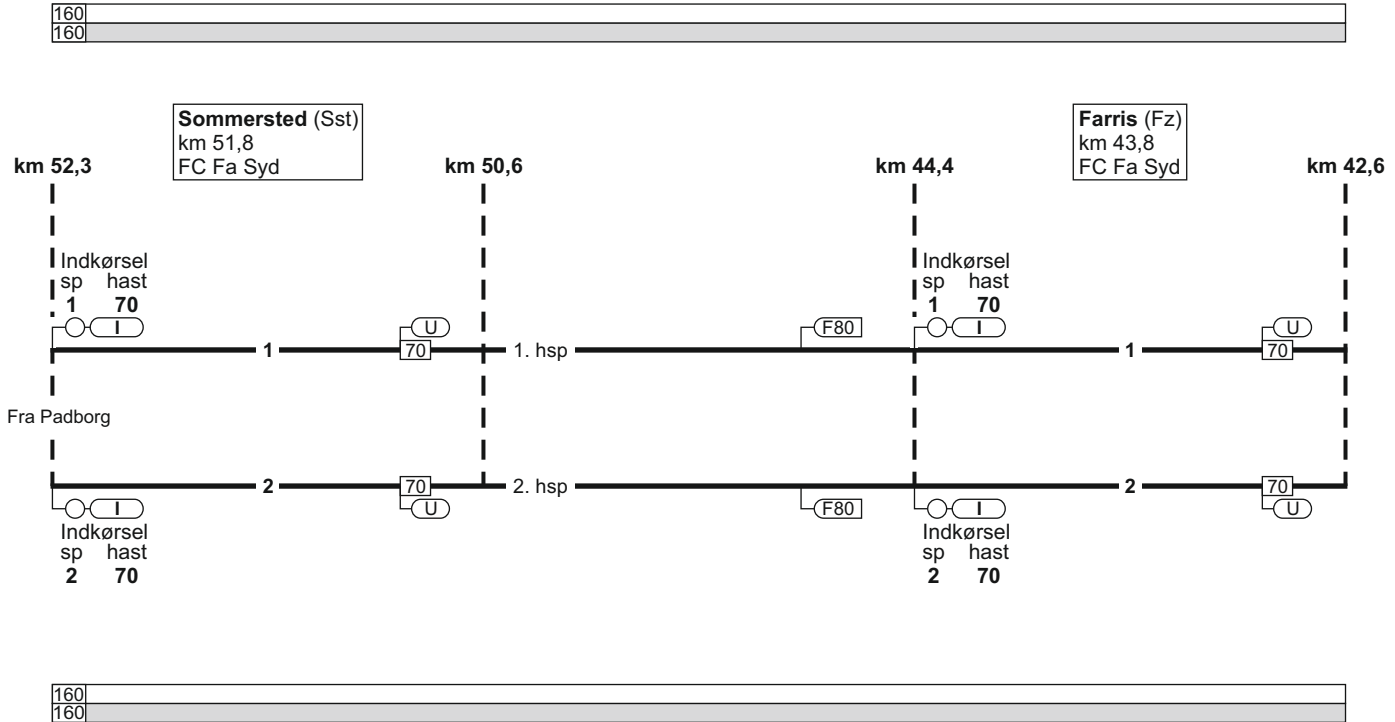 160
160
Sommersted (Sst)
km 51,8
FC Fa Syd
Farris (Fz)
km 43,8
FC Fa Syd
km 52,3
km 50,6
km 44,4
km 42,6
Indkørsel
sp hast
1 70
I
U
F80
Indkørsel
sp hast
1 70
I
U
1
70
1. hsp
1
70
Fra Padborg
2
70
2. hsp
2
70
I
U
F80
I
U
Indkørsel
sp hast
2 70
Indkørsel
sp hast
2 70
160
160